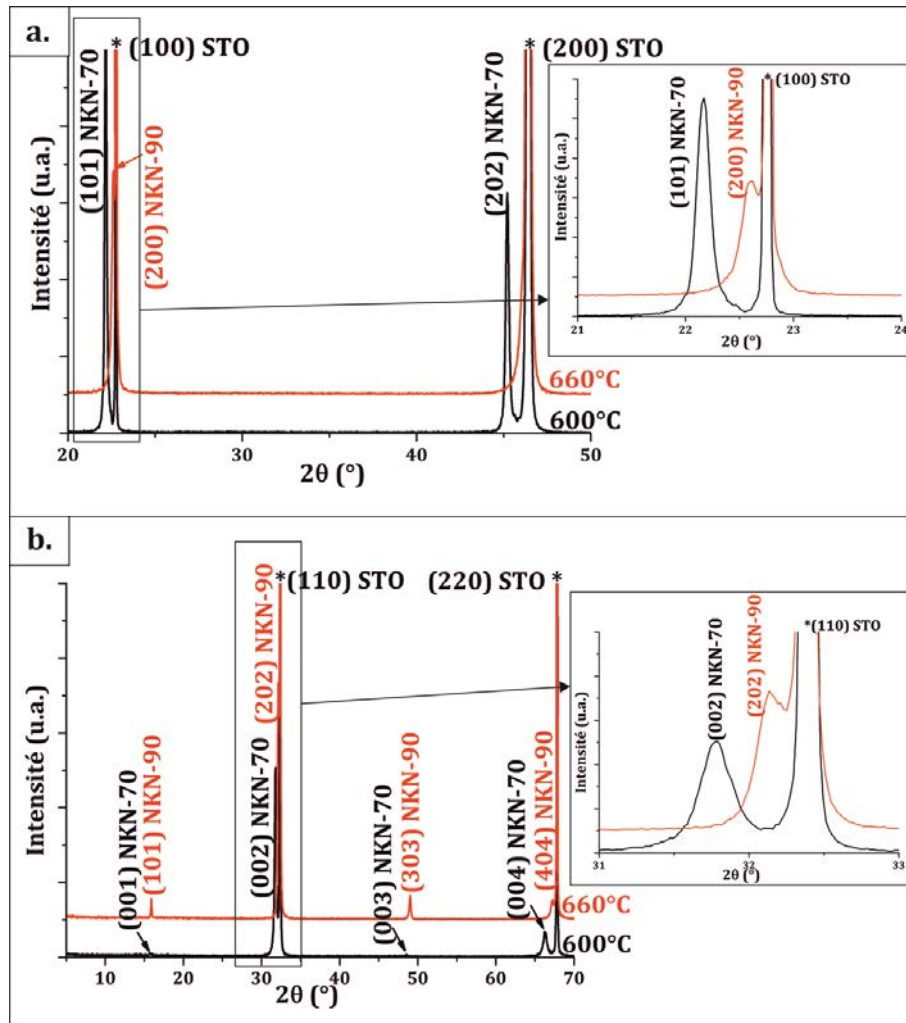 a.
* (100) STO
* (200) STO
(101) NKN-70
(200) NKN-90
(202) NKN-70
Intensité (u.a.)
660°C
600°C
20
30
40
50
2θ (°)
(101) NKN-70
(200) NKN-90
* (100) STO
Intensité (u.a.)
21
22
23
24
2θ (°)
b.
*(110) STO
(220) STO *
(001) NKN-70
(101) NKN-90
(002) NKN-70
(202) NKN-90
(003) NKN-70
(303) NKN-90
(004) NKN-70
(404) NKN-90
Intensité (u.a.)
660°C
600°C
10
20
30
40
50
60
70
2θ (°)
(002) NKN-70
(202) NKN-90
*(110) STO
Intensité (u.a.)
31
32
33
2θ (°)